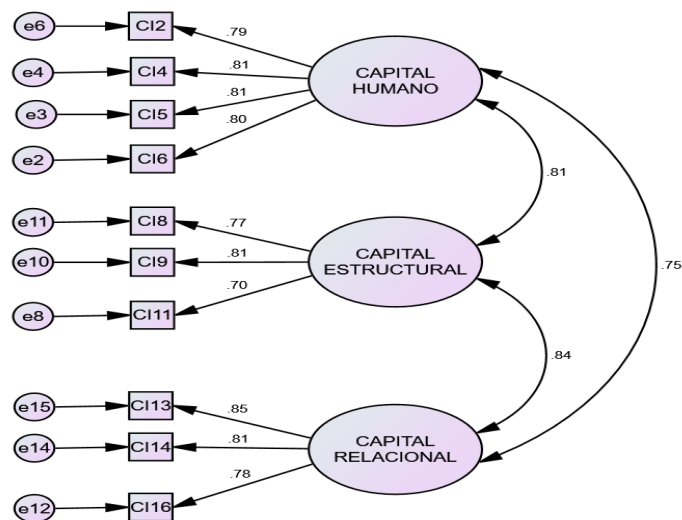 e6 CI2 .79
e4 CI4 .81
e3 CI5 .81
e2 CI6 .80
CAPITAL
HUMANO
.81
e11 CI8 .77
e10 CI9 .81
e8 CI11 .70
CAPITAL
ESTRUCTURAL
.75
.84
e15 CI13 .85
e14 CI14 .81
e12 CI16 .78
CAPITAL
RELACIONAL